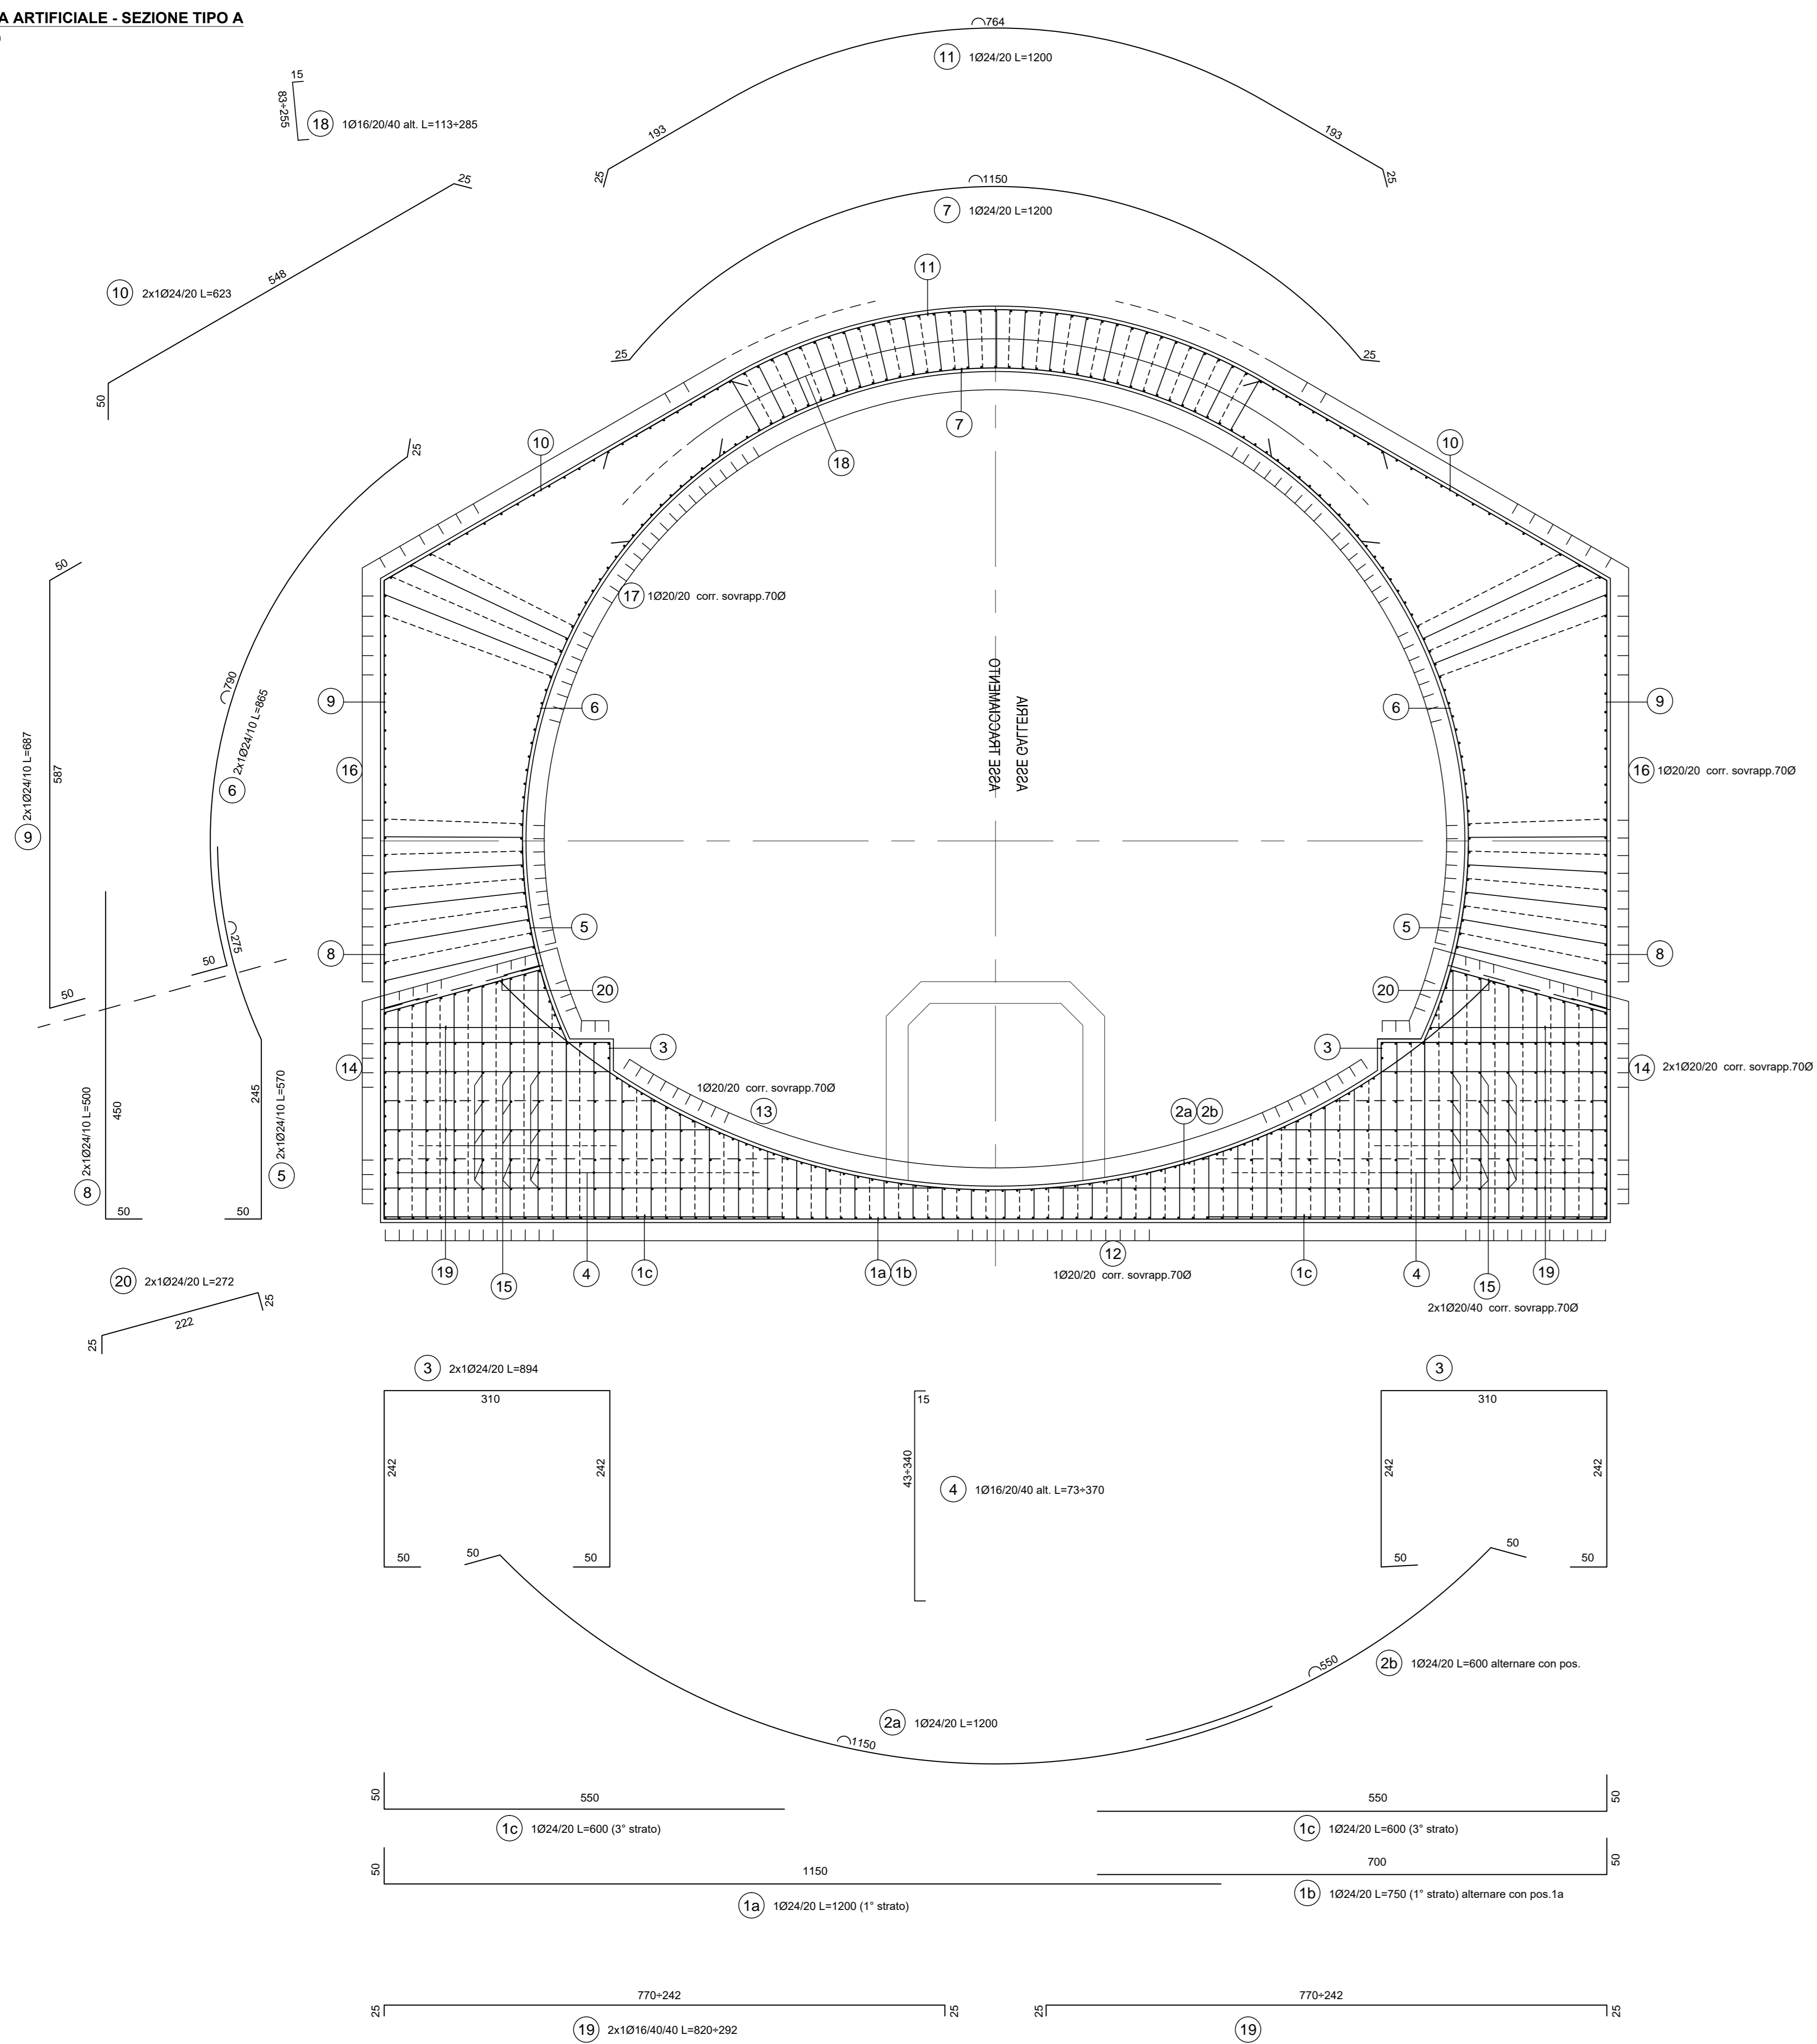 A ARTIFICIALE - SEZIONE TIPO A
)
764
11 1Ø24/20 L=1200
193
193
25
25
15
83÷255
18 1Ø16/20/40 alt. L=113÷285
1150
7 1Ø24/20 L=1200
25
25
25
548
10 2x1Ø24/20 L=623
50
11
7
18
10
10
25
790
6 2x1Ø24/10 L=865
50
275
245
5 2x1Ø24/10 L=570
50
50
587
9 2x1Ø24/10 L=687
50
450
8 2x1Ø24/10 L=500
50
17 1Ø20/20 corr. sovrapp.70Ø
ASSE TRACCIAMENTO
ASSE GALLERIA
9
6
6
9
16
16 1Ø20/20 corr. sovrapp.70Ø
5
5
8
8
20
20
3
3
14
14 2x1Ø20/20 corr. sovrapp.70Ø
1Ø20/20 corr. sovrapp.70Ø
13
2a 2b
19
15
4
1c
1a 1b
12
1Ø20/20 corr. sovrapp.70Ø
1c
4
15
19
2x1Ø20/40 corr. sovrapp.70Ø
20 2x1Ø24/20 L=272
25
222
25
3 2x1Ø24/20 L=894
310
242
242
50
50
3
310
242
242
50
50
15
43÷340
4 1Ø16/20/40 alt. L=73÷370
50
50
550
2b 1Ø24/20 L=600 alternare con pos.
2a 1Ø24/20 L=1200
1150
50
550
1c 1Ø24/20 L=600 (3° strato)
550
50
1c 1Ø24/20 L=600 (3° strato)
50
1150
1a 1Ø24/20 L=1200 (1° strato)
700
50
1b 1Ø24/20 L=750 (1° strato) alternare con pos.1a
770÷242
25
25
19 2x1Ø16/40/40 L=820÷292
770÷242
25
25
19